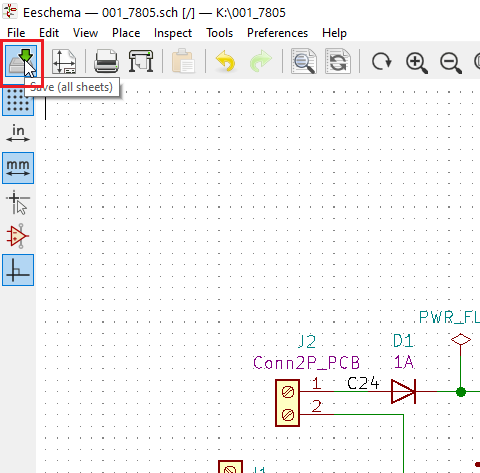 Eeschema — 001_7805.sch [/] — K:\001_7805
File Edit View Place Inspect Tools Preferences Help
Save (all sheets)
in
mm
PWR_FL
J2 D1
Conn2P_PCB 1A
1 C24
2
J1